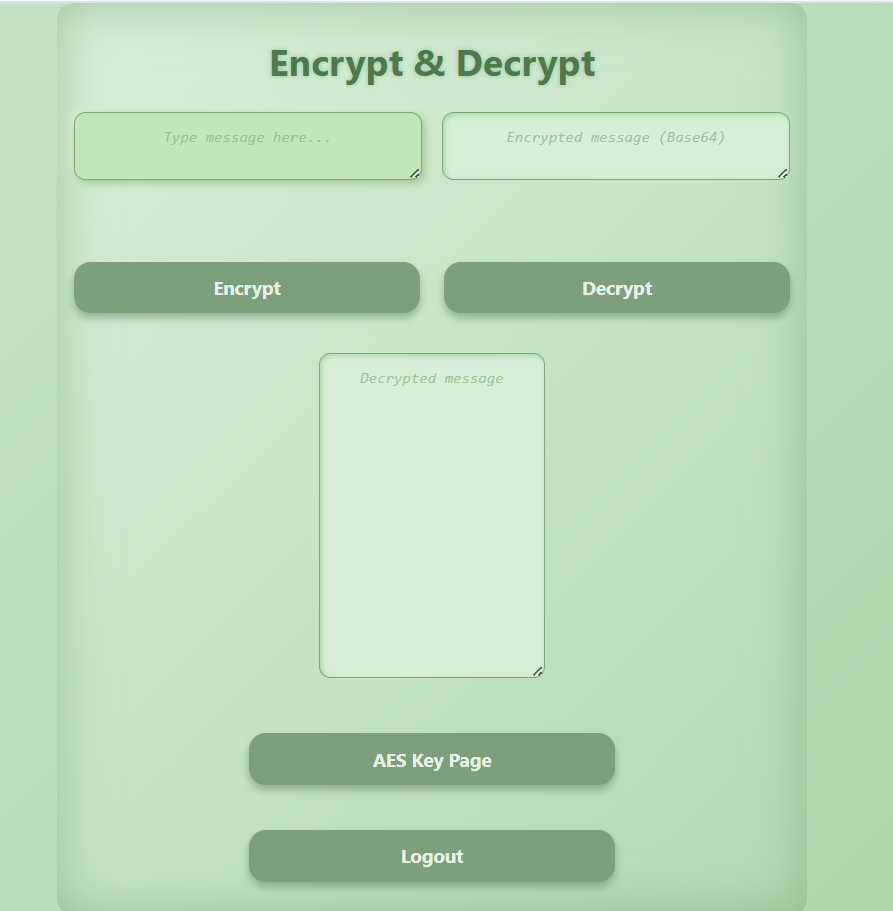 Encrypt & Decrypt
Type message here...
Encrypted message (Base64)
Encrypt
Decrypt
Decrypted message
AES Key Page
Logout